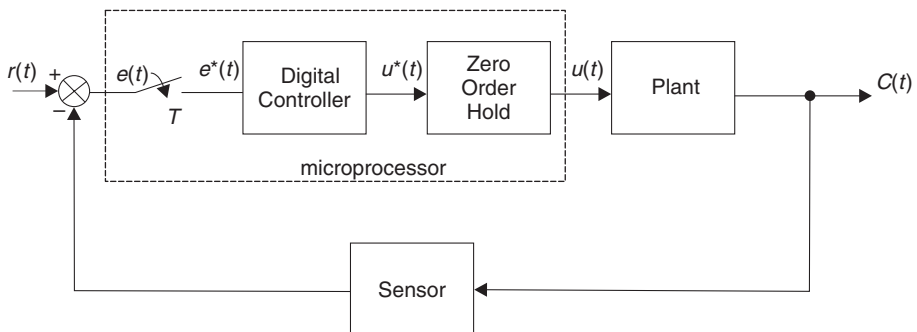 r(t)
+
−
e(t)
T
e*(t)
Digital
Controller
u*(t)
Zero
Order
Hold
u(t)
Plant
C(t)
microprocessor
Sensor